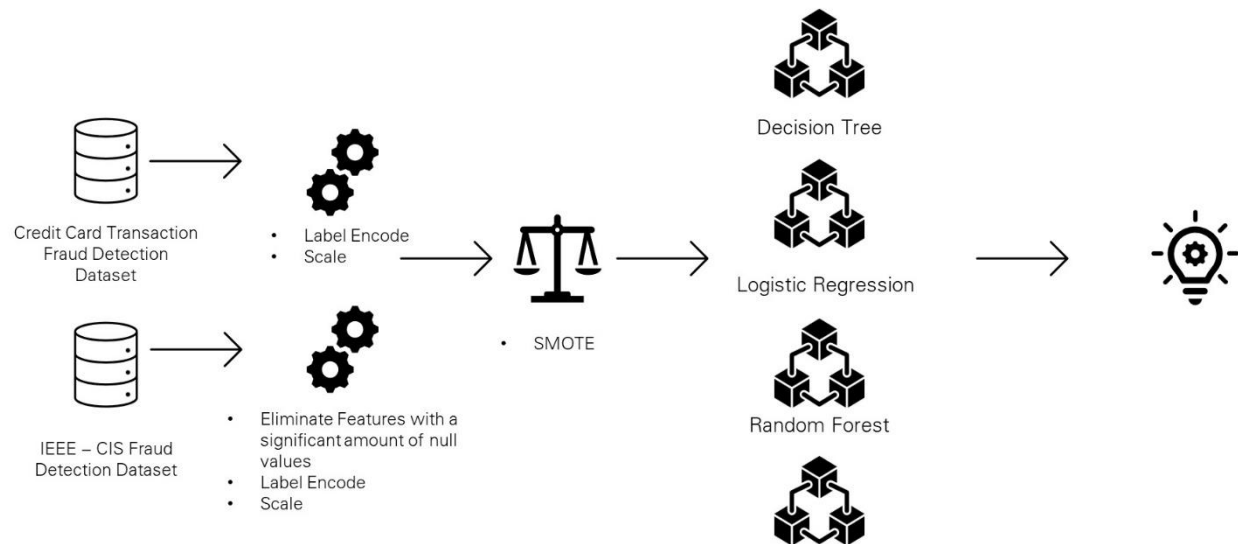 Decision Tree
Credit Card Transaction
Fraud Detection
Dataset
• Label Encode
• Scale
Logistic Regression
• SMOTE
IEEE – CIS Fraud
Detection Dataset
• Eliminate Features with a
significant amount of null
values
• Label Encode
• Scale
Random Forest